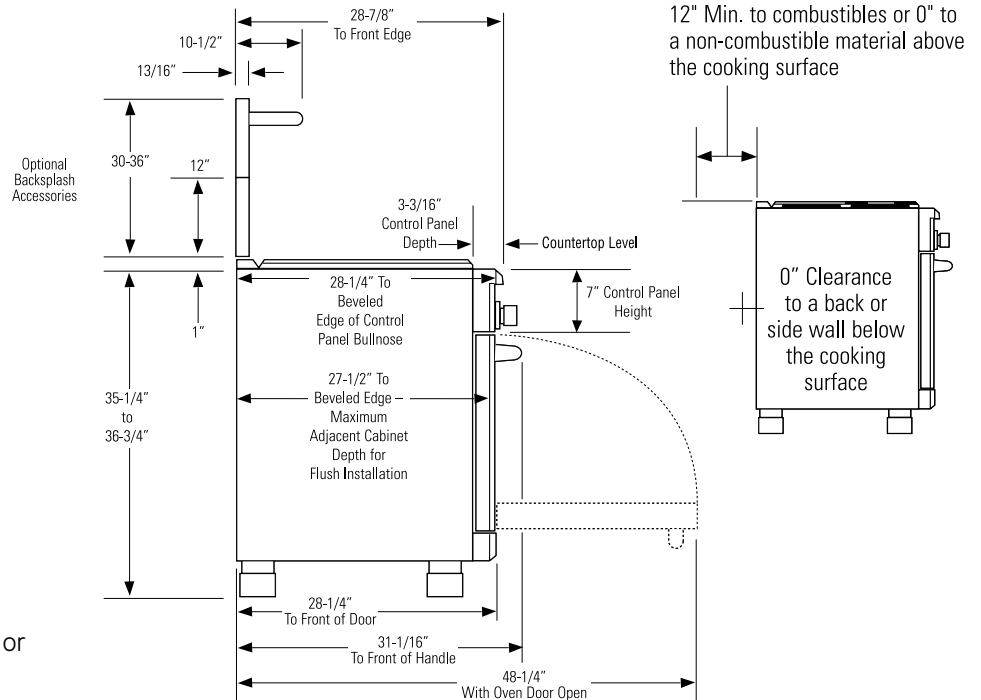 28-7/8"
To Front Edge
10-1/2"
13/16"
12" Min. to combustibles or 0" to
a non-combustible material above
the cooking surface
Optional
Backsplash
Accessories
30-36"
12"
3-3/16"
Control Panel
Depth
Countertop Level
28-1/4" To
Beveled
Edge of Control
Panel Bullnose
7" Control Panel
Height
1"
0" Clearance
to a back or
side wall below
the cooking
surface
27-1/2" To
Beveled Edge –
Maximum
Adjacent Cabinet
Depth for
Flush Installation
35-1/4"
to
36-3/4"
28-1/4"
To Front of Door
or
31-1/16"
To Front of Handle
48-1/4"
With Oven Door Open